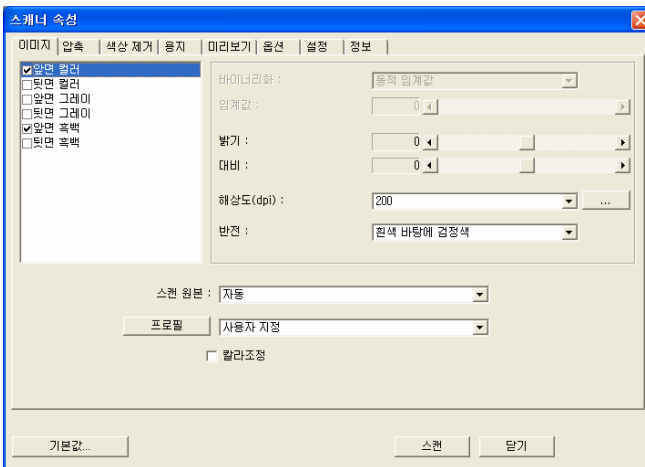 스캐너 속성
이미지 압축 색상 제거 용지 미리보기 옵션 설정 정보
앞면 컬러
뒷면 컬러
앞면 그레이
뒷면 그레이
앞면 흑백
뒷면 흑백
바이너리화 : 동적 임계값
임계값 : 0
밝기 : 0
대비 : 0
해상도(dpi) : 200 ...
반전 : 흰색 바탕에 검정색
스캔 원본 : 자동
프로필 사용자 지정
칼라조정
기본값... 스캔 닫기